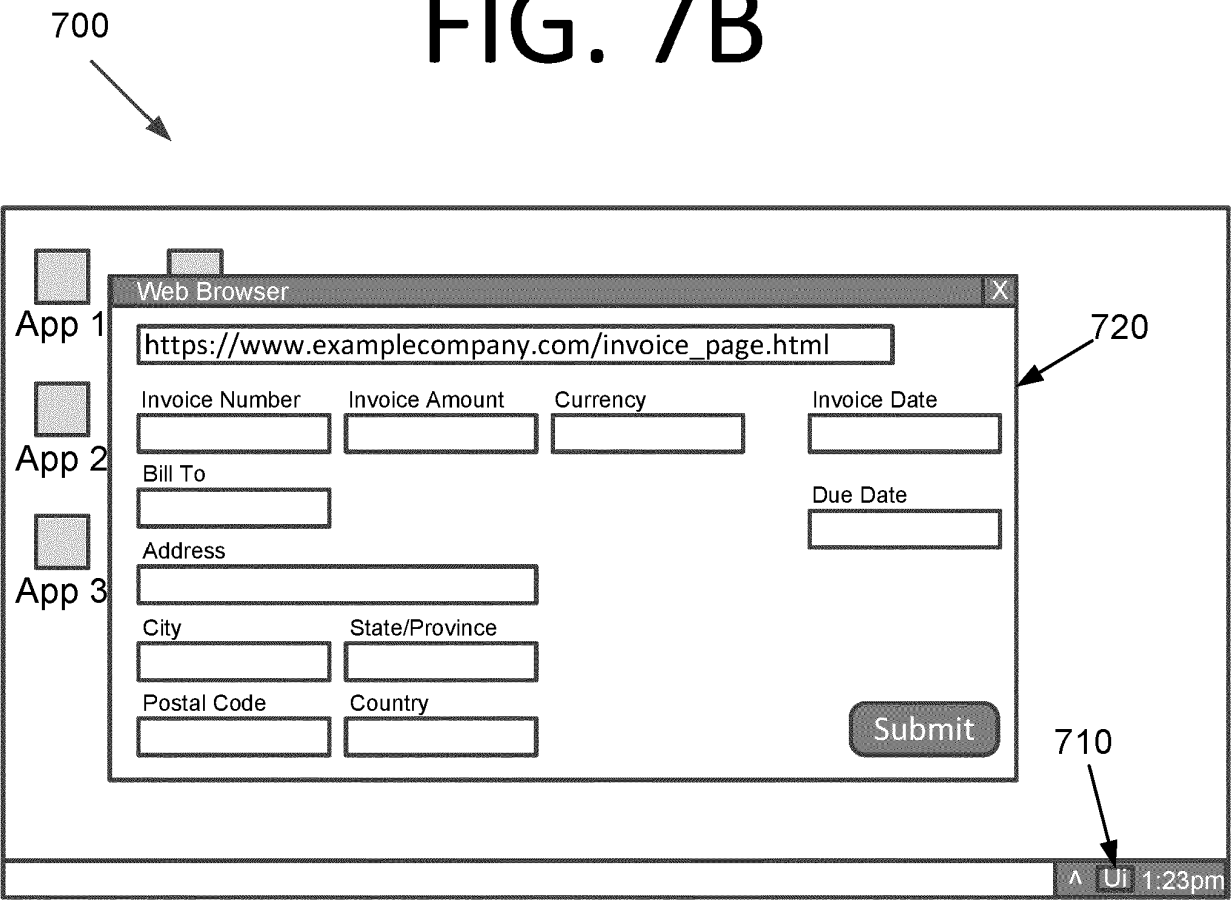 FIG. 7B
700
Web Browser X
App 1
https://www.examplecompany.com/invoice_page.html
720
Invoice Number Invoice Amount Currency Invoice Date
App 2
Bill To
Due Date
Address
App 3
City State/Province
Postal Code Country
Submit
710
^ Ui 1:23pm